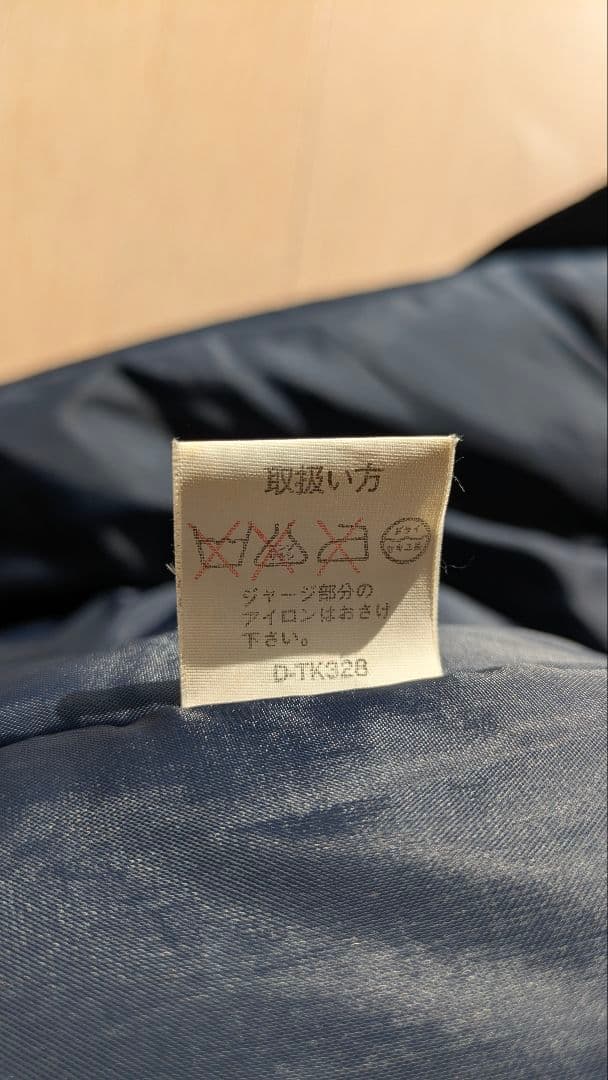 取扱い方
ドライ
ジャージ部分の
アイロンはおさけ
下さい。
D-TK328